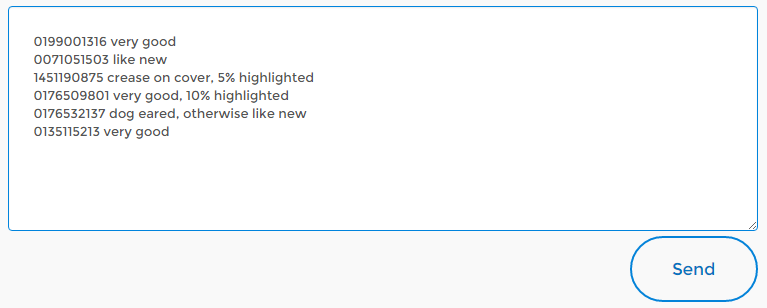 0199001316 very good
0071051503 like new
1451190875 crease on cover, 5% highlighted
0176509801 very good, 10% highlighted
0176532137 dog eared, otherwise like new
0135115213 very good
Send